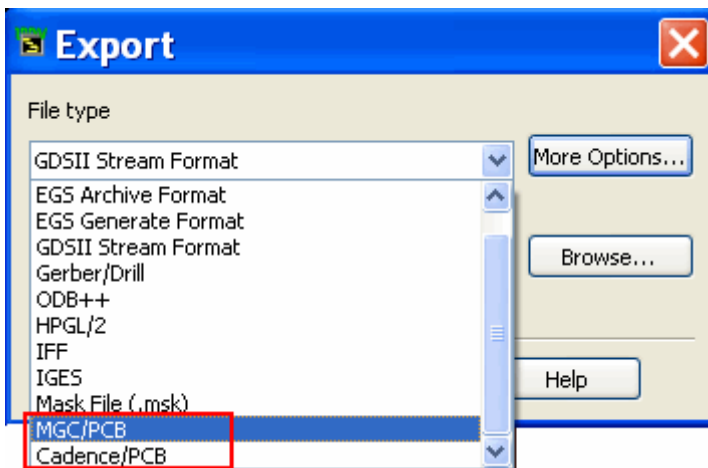 Export
File type
GDSII Stream Format
More Options...
EGS Archive Format
EGS Generate Format
GDSII Stream Format
Gerber/Drill
ODB++
HPGL/2
IFF
IGES
Mask File (.msk)
MGC/PCB
Cadence/PCB
Browse...
Help